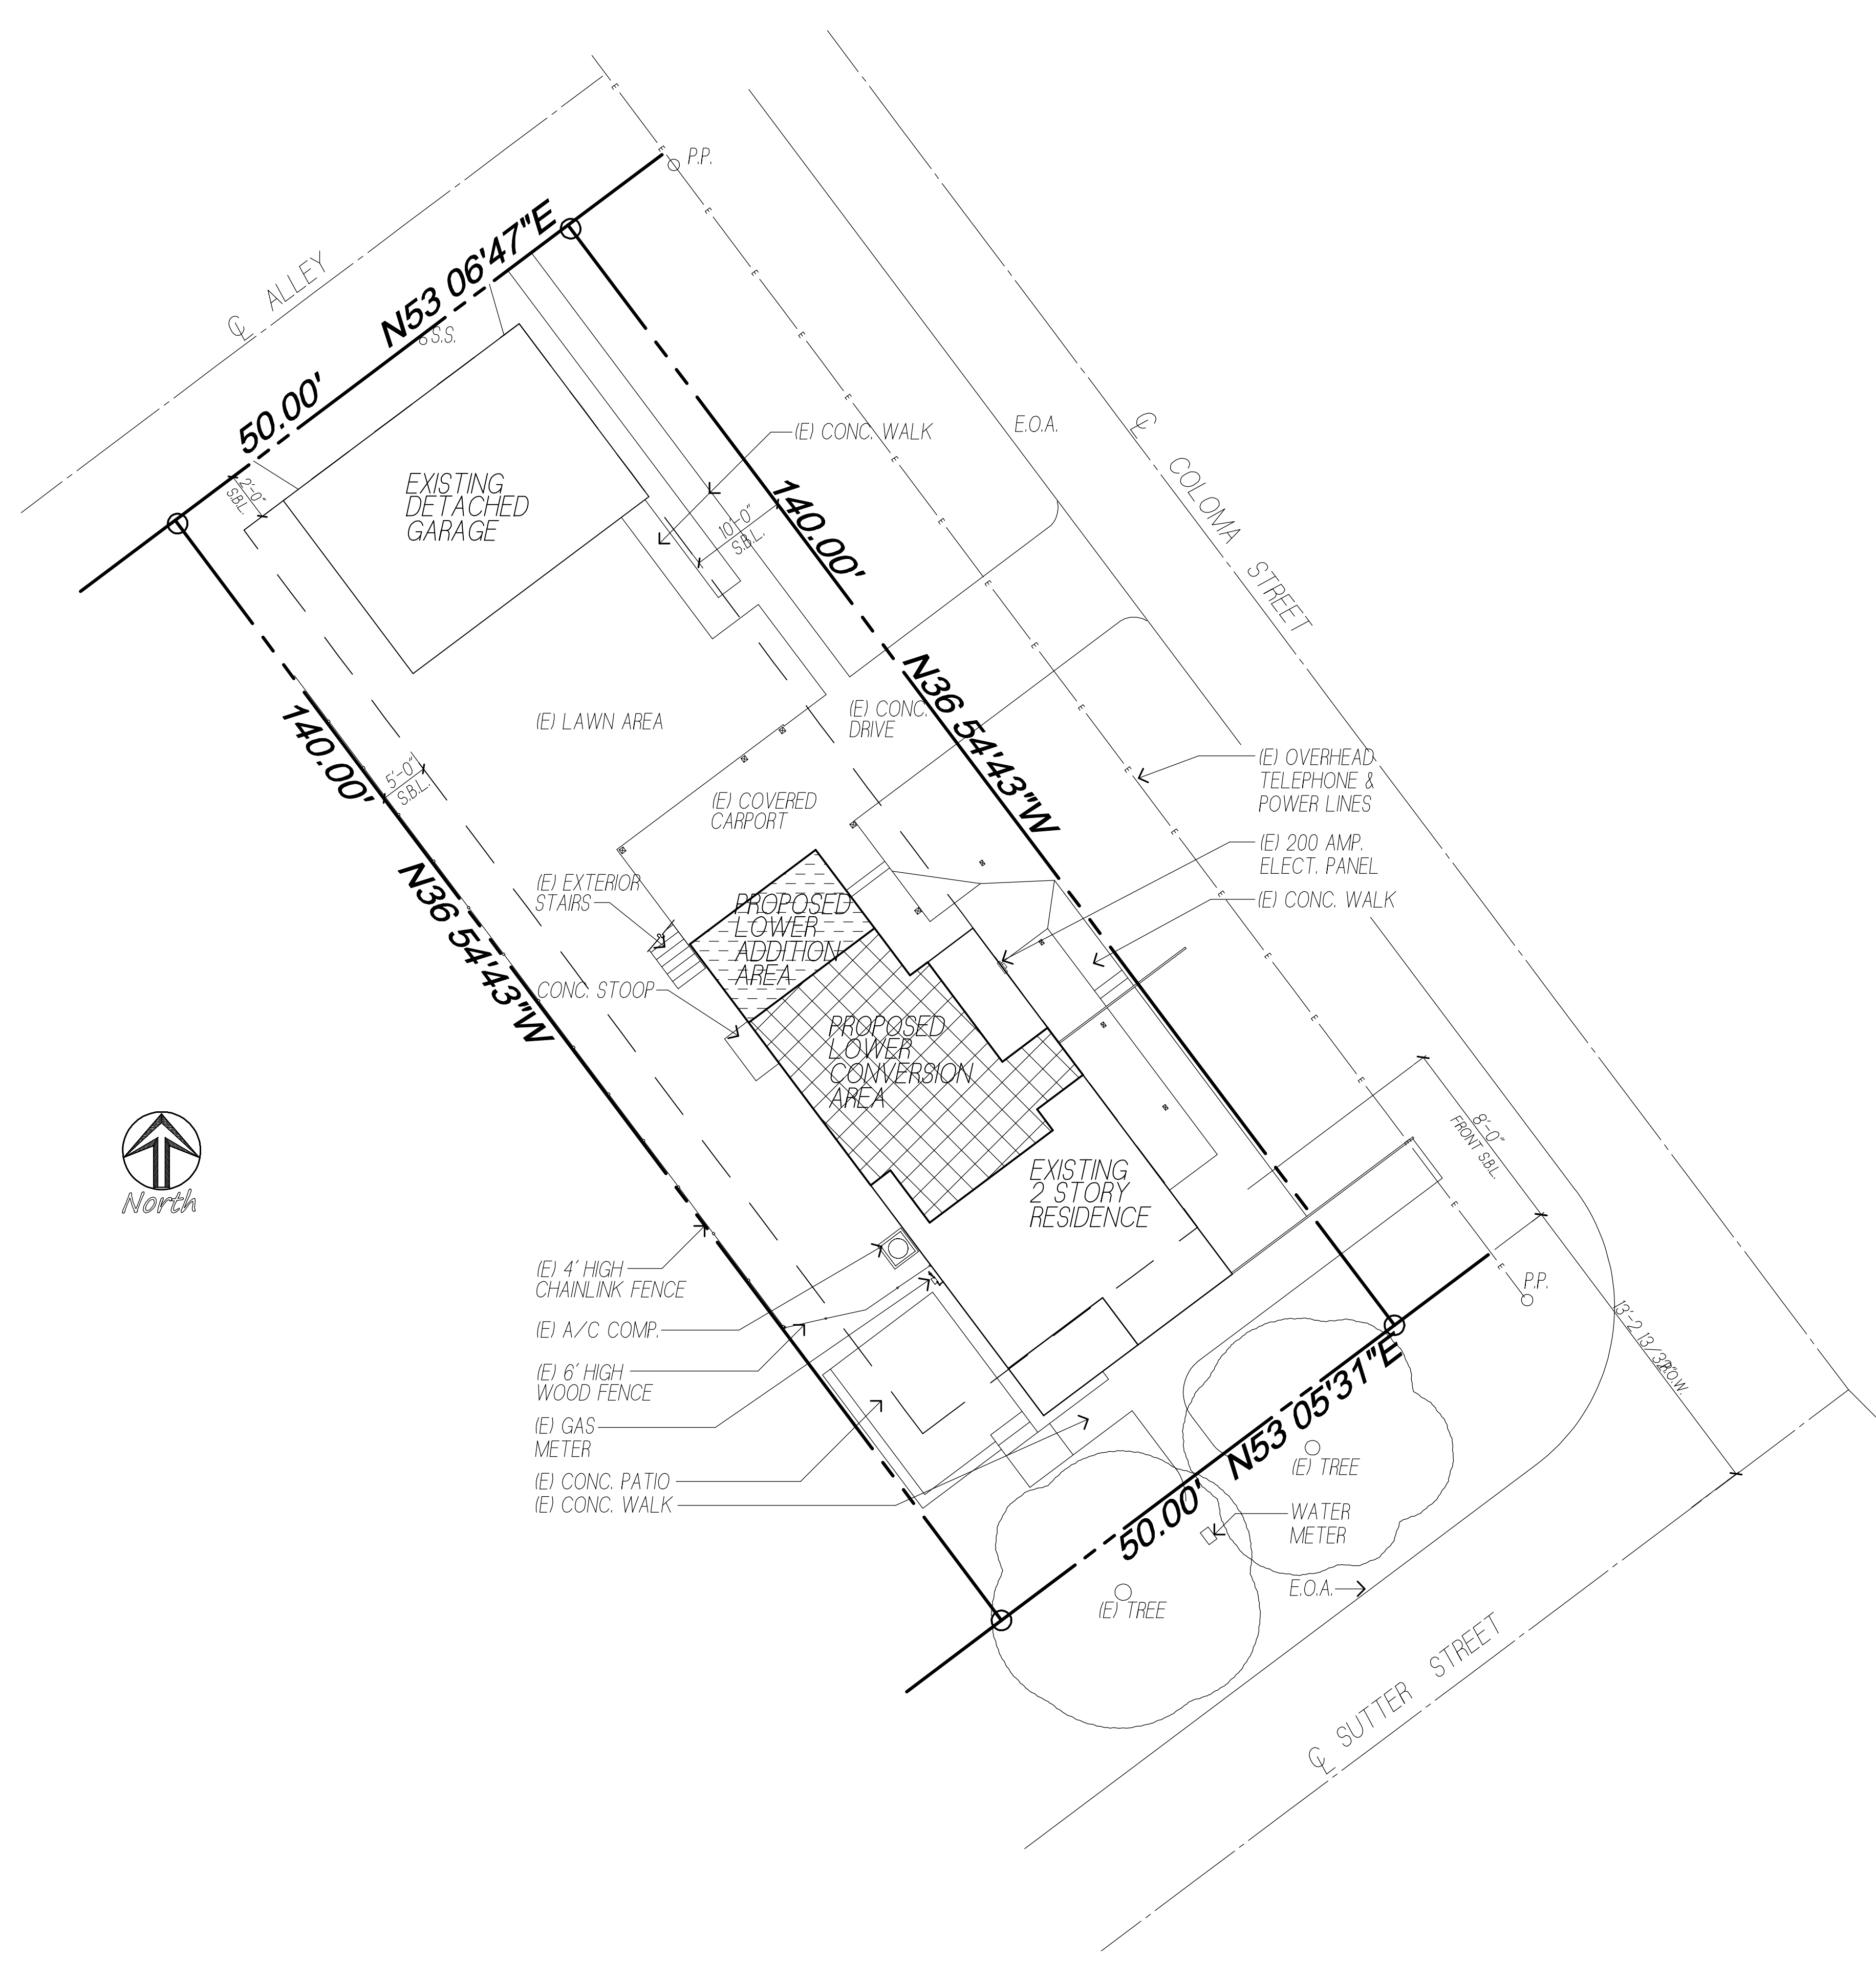 P.P.
N53 06'47"E
℄ ALLEY
S.S.
50.00'
(E) CONC. WALK
E.O.A.
℄ COLOMA STREET
2'-0"
S.B.L.
EXISTING
DETACHED
GARAGE
10'-0"
S.B.L.
140.00'
N36 54'43"W
(E) LAWN AREA
(E) CONC.
DRIVE
140.00'
5'-0"
S.B.L.
(E) OVERHEAD
TELEPHONE &
POWER LINES
(E) COVERED
CARPORT
(E) 200 AMP.
ELECT. PANEL
N36 54'43"W
(E) EXTERIOR
STAIRS
PROPOSED
LOWER
ADDITION
AREA
(E) CONC. WALK
CONC. STOOP
PROPOSED
LOWER
CONVERSION
AREA
8'-0"
FRONT S.B.L.
EXISTING
2 STORY
RESIDENCE
North
(E) 4' HIGH
CHAINLINK FENCE
P.P.
13'-2 13/32"
R.O.W.
(E) A/C COMP.
(E) 6' HIGH
WOOD FENCE
N53 05'31"E
(E) GAS
METER
(E) TREE
(E) CONC. PATIO
(E) CONC. WALK
50.00'
WATER
METER
E.O.A.
(E) TREE
℄ SUTTER STREET